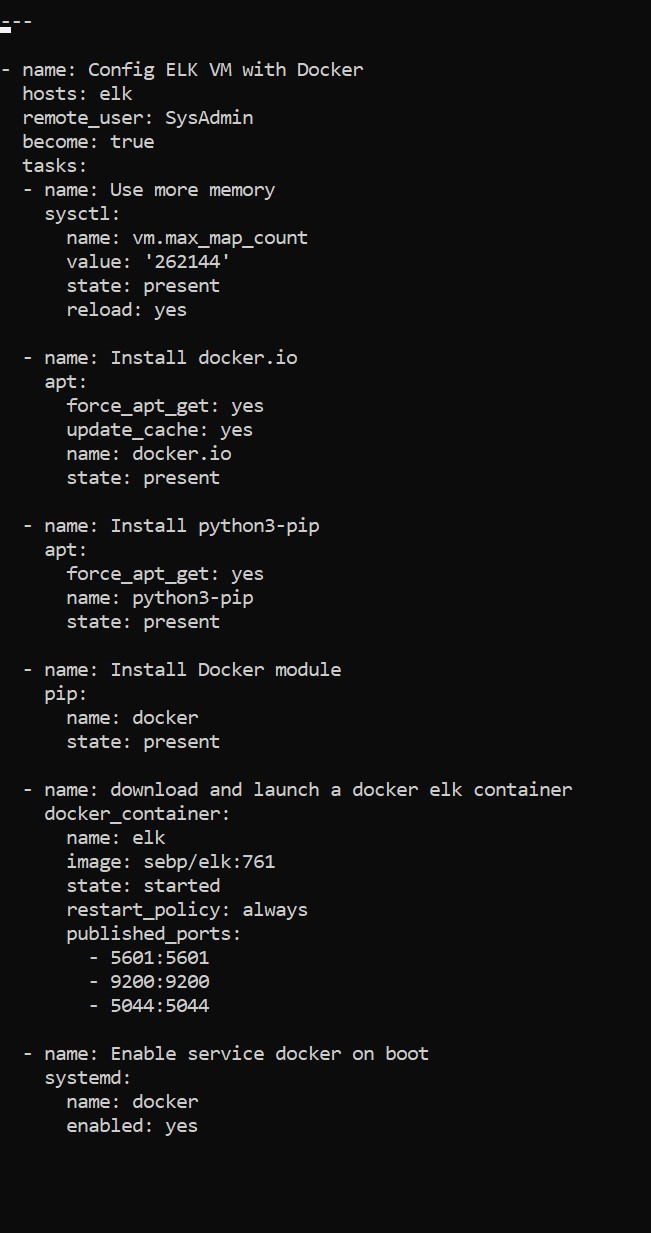 ---
- name: Config ELK VM with Docker
  hosts: elk
  remote_user: SysAdmin
  become: true
  tasks:
  - name: Use more memory
    sysctl:
      name: vm.max_map_count
      value: '262144'
      state: present
      reload: yes

  - name: Install docker.io
    apt:
      force_apt_get: yes
      update_cache: yes
      name: docker.io
      state: present

  - name: Install python3-pip
    apt:
      force_apt_get: yes
      name: python3-pip
      state: present

  - name: Install Docker module
    pip:
      name: docker
      state: present

  - name: download and launch a docker elk container
    docker_container:
      name: elk
      image: sebp/elk:761
      state: started
      restart_policy: always
      published_ports:
        - 5601:5601
        - 9200:9200
        - 5044:5044

  - name: Enable service docker on boot
    systemd:
      name: docker
      enabled: yes